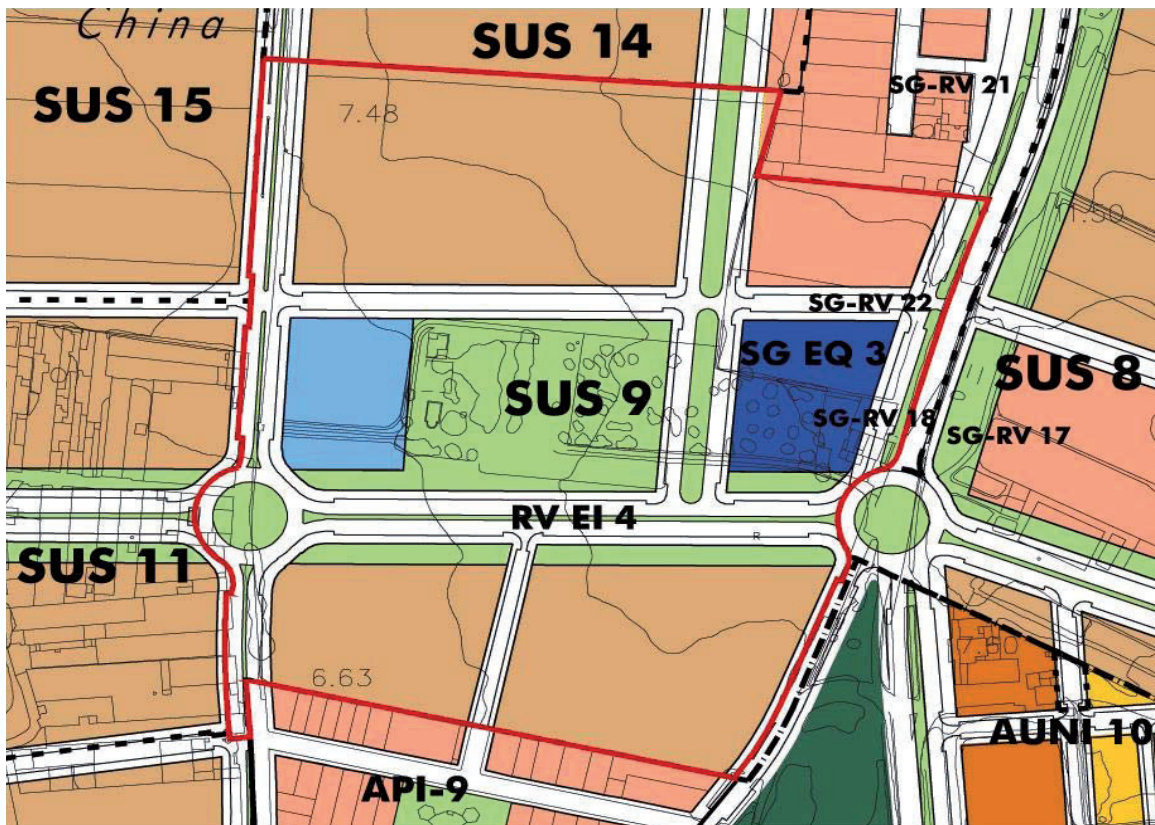 China
SUS 14
SUS 15
SG-RV 21
7.48
SG-RV 22
SG EQ 3
SUS 8
SUS 9
SG-RV 18
SG-RV 17
RV EI 4
R
SUS 11
6.63
AUNI 10
API-9